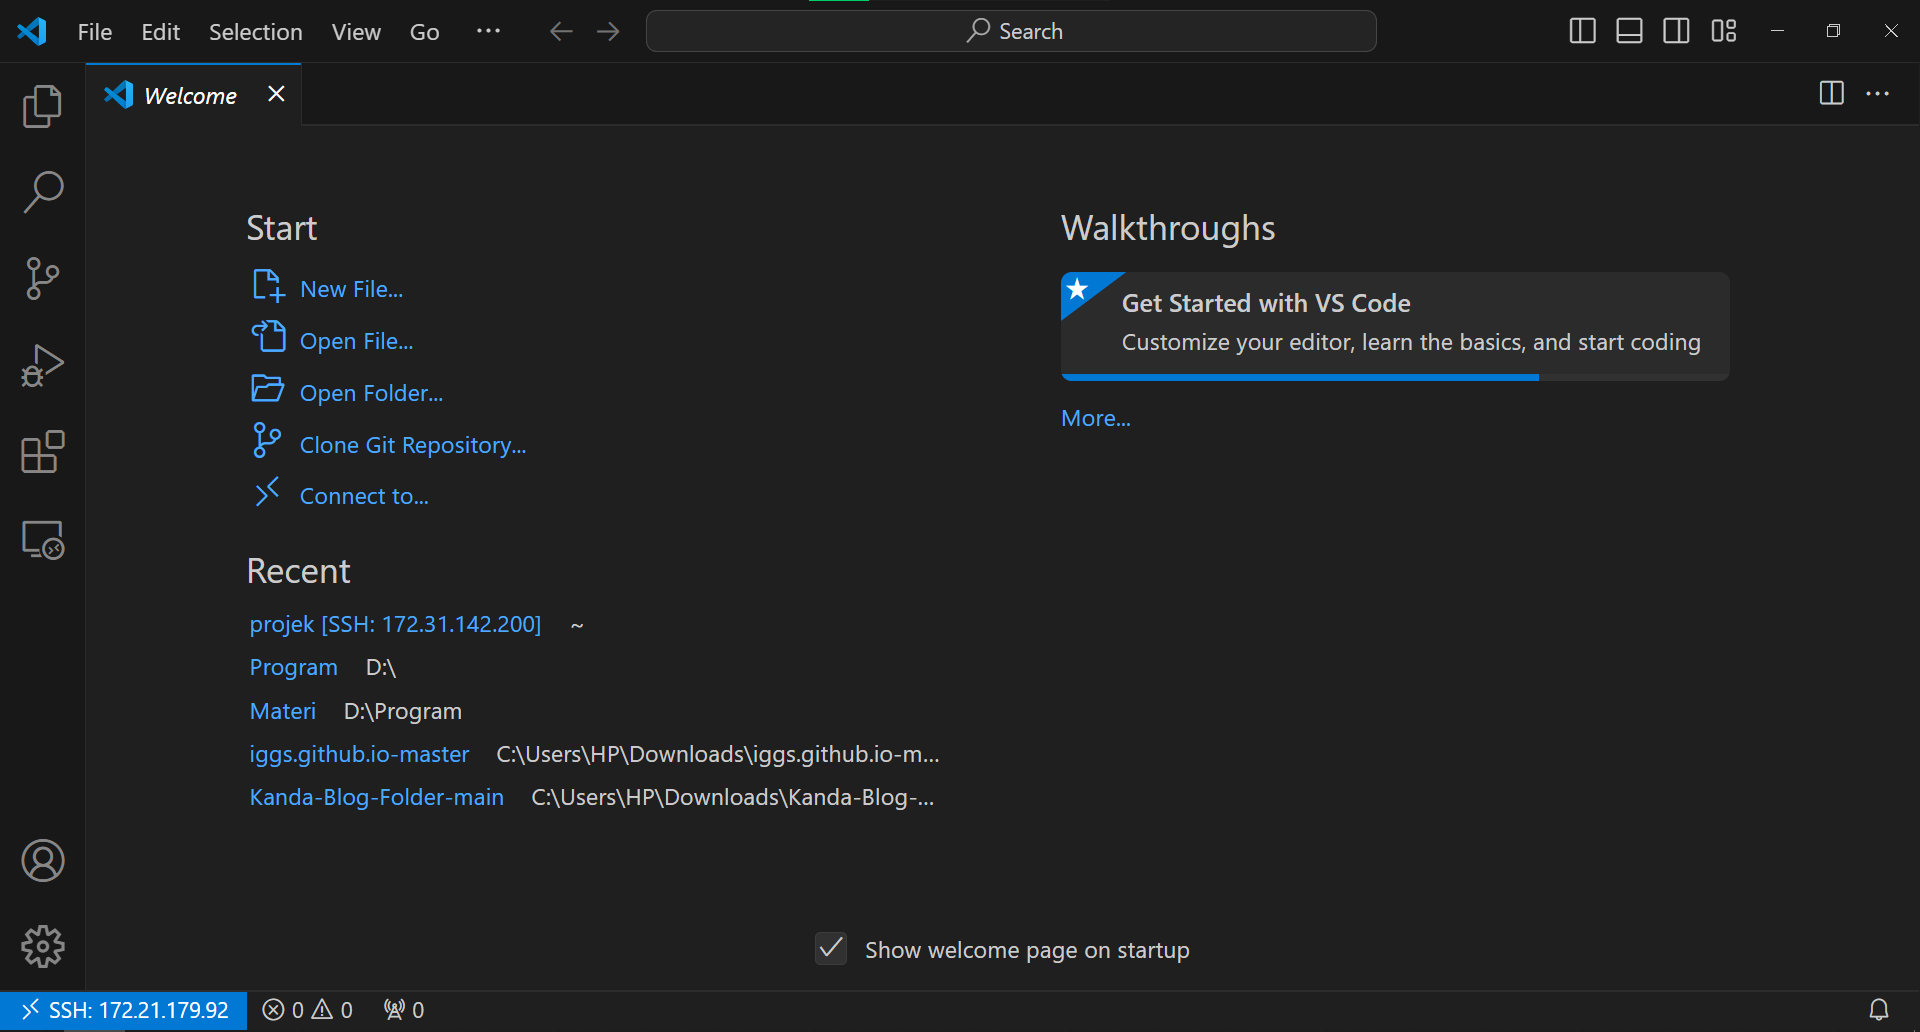 File Edit Selection View Go ... Search
Welcome
Start
New File...
Open File...
Open Folder...
Clone Git Repository...
Connect to...
Recent
projek [SSH: 172.31.142.200] ~
Program D:\
Materi D:\Program
iggs.github.io-master C:\Users\HP\Downloads\iggs.github.io-m...
Kanda-Blog-Folder-main C:\Users\HP\Downloads\Kanda-Blog-...
Walkthroughs
Get Started with VS Code
Customize your editor, learn the basics, and start coding
More...
Show welcome page on startup
SSH: 172.21.179.92 0 0 0